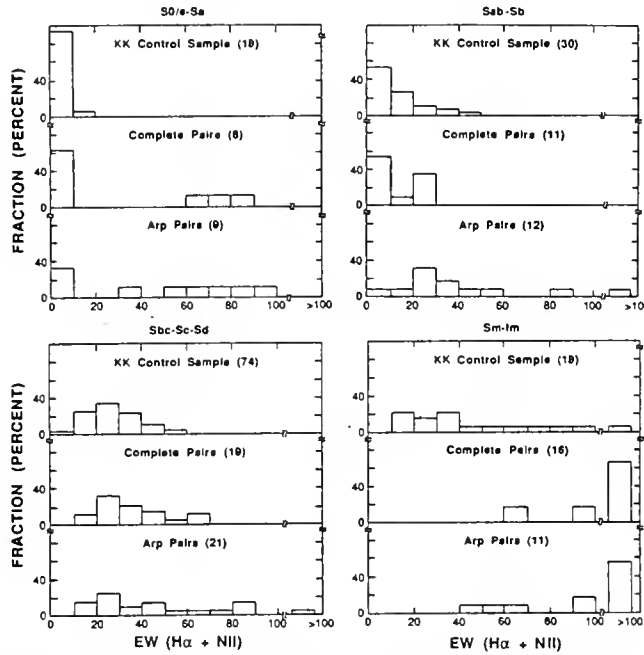 S0/a-Sa
KK Control Sample (18)
40
0
Complete Pairs (8)
40
0
Arp Pairs (9)
40
0
0 20 40 60 80 100 >100
FRACTION (PERCENT)
Sab-Sb
KK Control Sample (30)
40
0
Complete Pairs (11)
40
0
Arp Pairs (12)
40
0
0 20 40 60 80 100 >100
Sbc-Sc-Sd
KK Control Sample (74)
40
0
Complete Pairs (19)
40
0
Arp Pairs (21)
40
0
0 20 40 60 80 100 >100
EW (Hα + NII)
FRACTION (PERCENT)
Sm-Im
KK Control Sample (18)
40
0
Complete Pairs (16)
40
0
Arp Pairs (11)
40
0
0 20 40 60 80 100 >100
EW (Hα + NII)